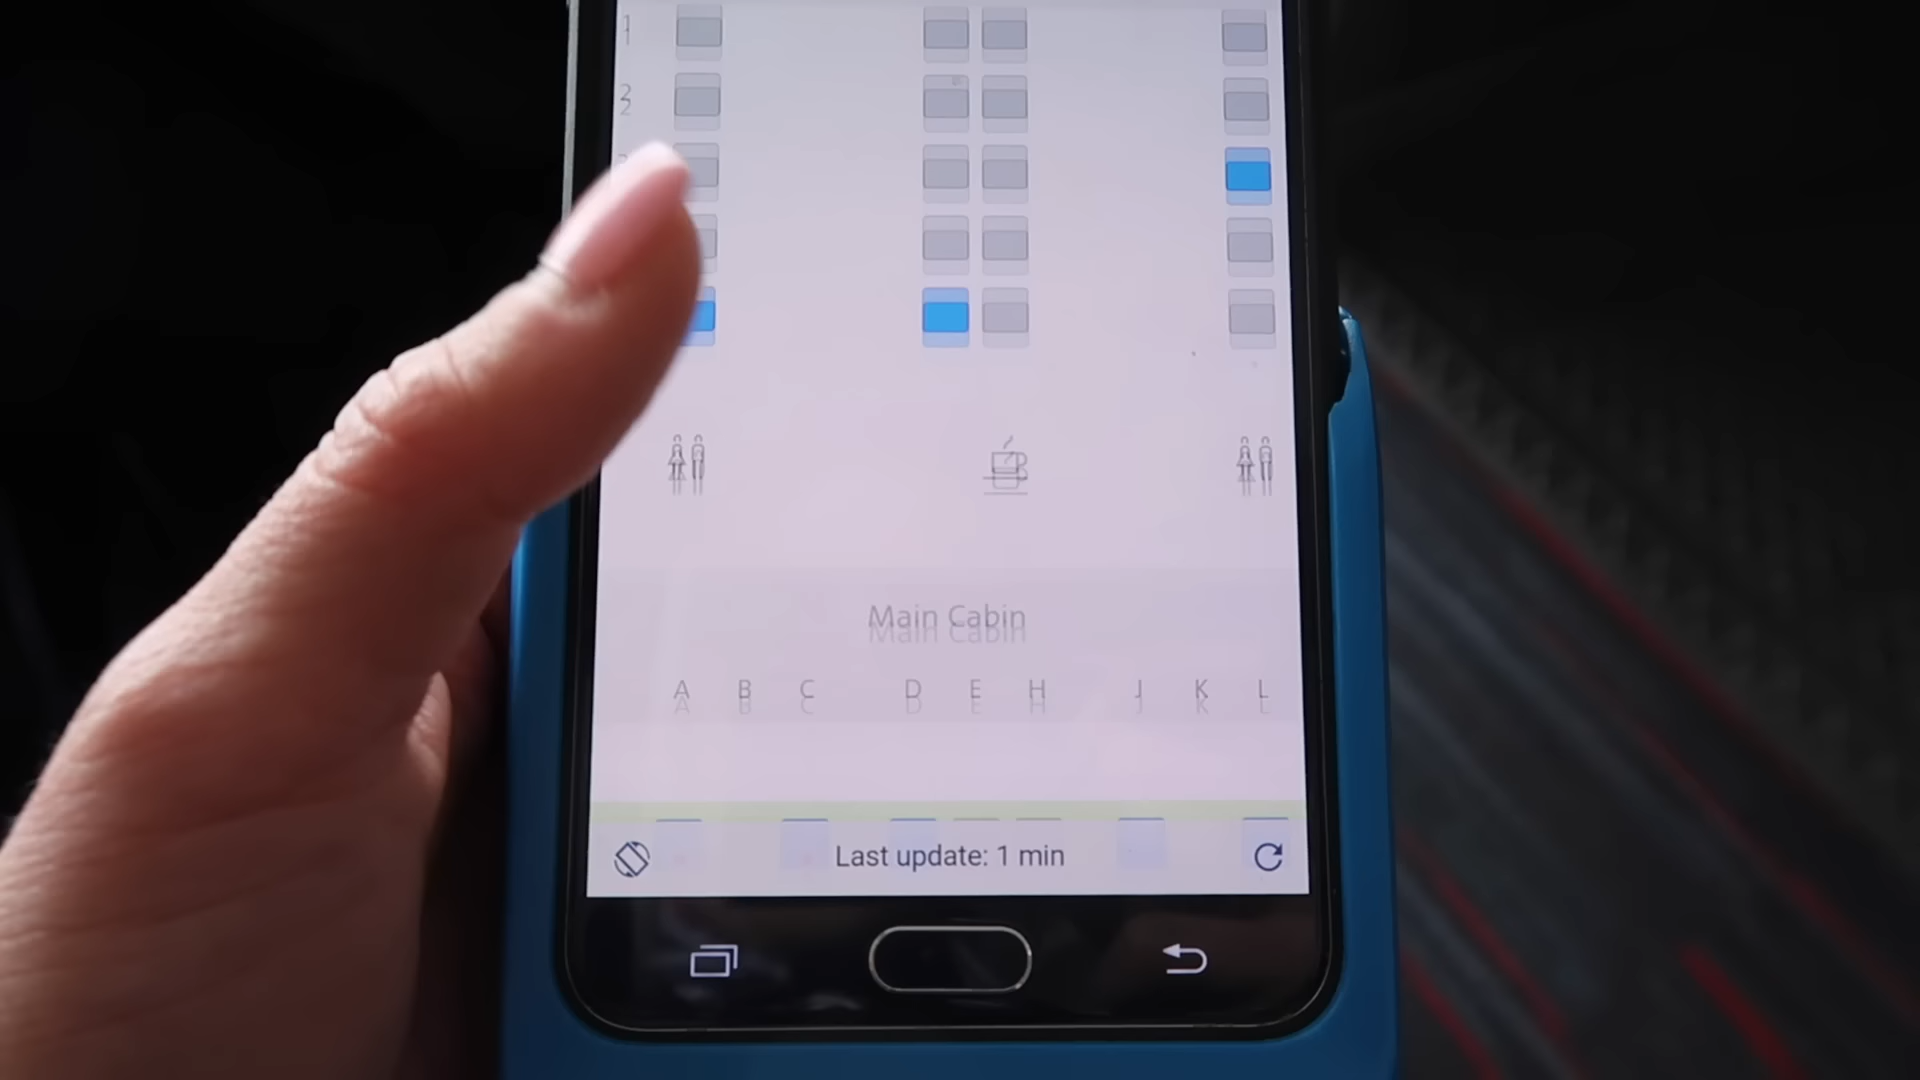 1
2
Main Cabin
A B C D E H J K L
Last update: 1 min